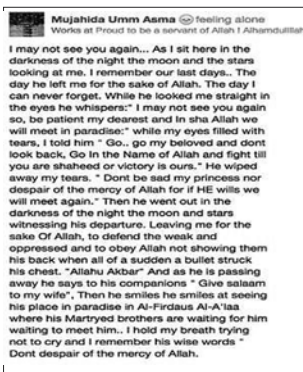 Mujahida Umm Asma feeling alone
Works at Proud to be a servant of Allah ! Alhamdulillah
I may not see you again... As I sit here in the
darkness of the night the moon and the stars
looking at me. I remember our last days.. The
day he left me for the sake of Allah. The day I
can never forget. While he looked me straight in
the eyes he whispers:" I may not see you again
so, be patient my dearest and In sha Allah we
will meet in paradise:" while my eyes filled with
tears, I told him " Go.. go my beloved and dont
look back, Go In the Name of Allah and fight till
you are shaheed or victory is ours." He wiped
away my tears. " Dont be sad my princess nor
despair of the mercy of Allah for if HE wills we
will meet again." Then he went out in the
darkness of the night the moon and stars
witnessing his departure. Leaving me for the
sake Of Allah, to defend the weak and
oppressed and to obey Allah not showing them
his back when all of a sudden a bullet struck
his chest. "Allahu Akbar" And as he is passing
away he says to his companions " Give salaam
to my wife", Then he smiles he smiles at seeing
his place in paradise in Al-Firdaus Al-A'laa
where his Martryed brothers are waiting for him
waiting to meet him.. I hold my breath trying
not to cry and I remember his wise words "
Dont despair of the mercy of Allah.